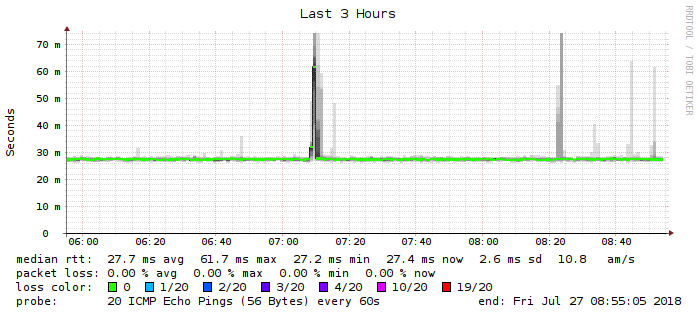 Last 3 Hours
RRDTOOL / TOBI OETIKER
Seconds
70 m
60 m
50 m
40 m
30 m
20 m
10 m
0
06:00 06:20 06:40 07:00 07:20 07:40 08:00 08:20 08:40
median rtt: 27.7 ms avg 61.7 ms max 27.2 ms min 27.4 ms now 2.6 ms sd 10.8 am/s
packet loss: 0.00 % avg 0.00 % max 0.00 % min 0.00 % now
loss color: 0 1/20 2/20 3/20 4/20 10/20 19/20
probe: 20 ICMP Echo Pings (56 Bytes) every 60s end: Fri Jul 27 08:55:05 2018